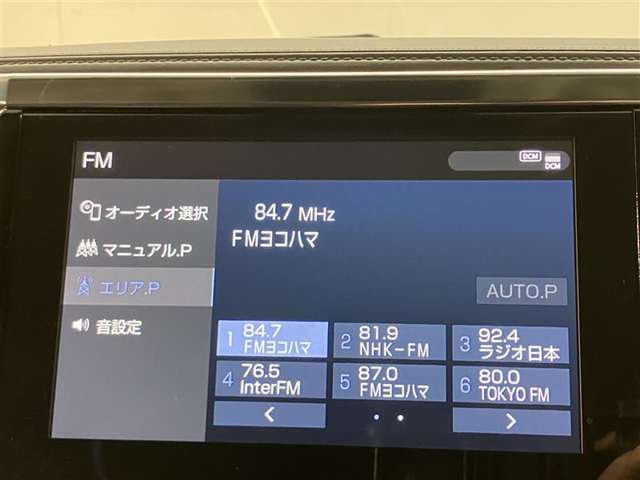 FM
DCM
DCM
オーディオ選択
マニュアル.P
エリア.P
音設定
84.7 MHz
FMヨコハマ
AUTO.P
1 84.7 FMヨコハマ
2 81.9 NHK-FM
3 92.4 ラジオ日本
4 76.5 InterFM
5 87.0 FMヨコハマ
6 80.0 TOKYO FM